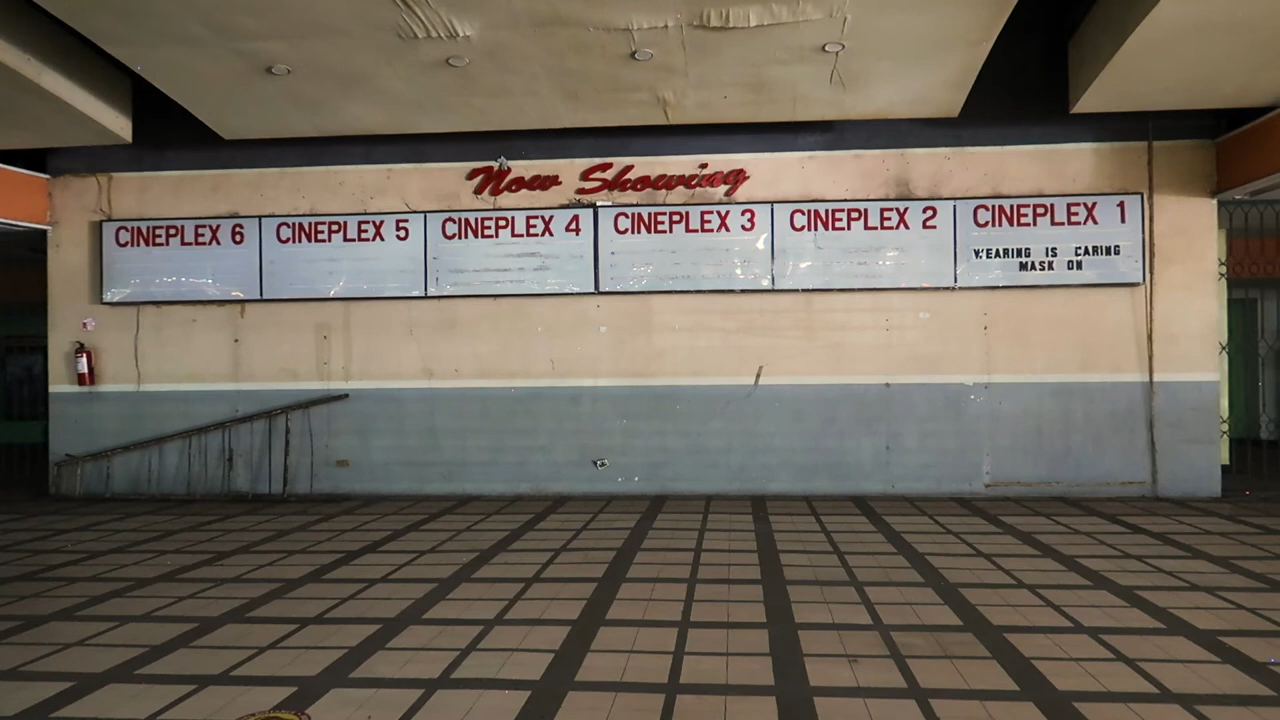 Now Showing
CINEPLEX 6
CINEPLEX 5
CINEPLEX 4
CINEPLEX 3
CINEPLEX 2
CINEPLEX 1
WEARING IS CARING
MASK ON